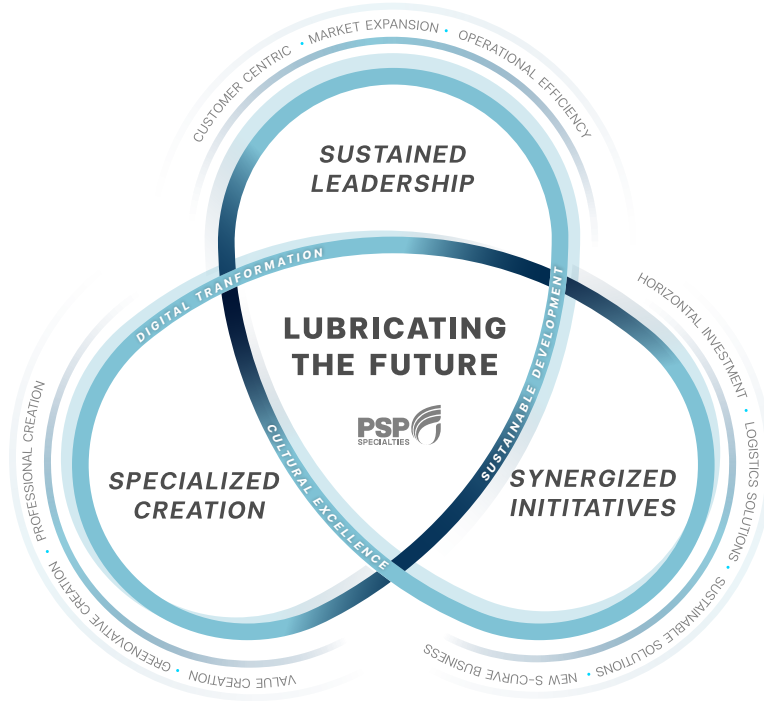 CUSTOMER CENTRIC • MARKET EXPANSION • OPERATIONAL EFFICIENCY
SUSTAINED
LEADERSHIP
DIGITAL TRANFORMATION
SUSTAINABLE DEVELOPMENT
CULTURAL EXCELLENCE
LUBRICATING
THE FUTURE
PSP
SPECIALTIES
SPECIALIZED
CREATION
SYNERGIZED
INITITATIVES
PROFESSIONAL CREATION • GREENOVATIVE CREATION • VALUE CREATION
HORIZONTAL INVESTMENT • LOGISTICS SOLUTIONS • SUSTAINABLE SOLUTIONS • NEW S-CURVE BUSINESS